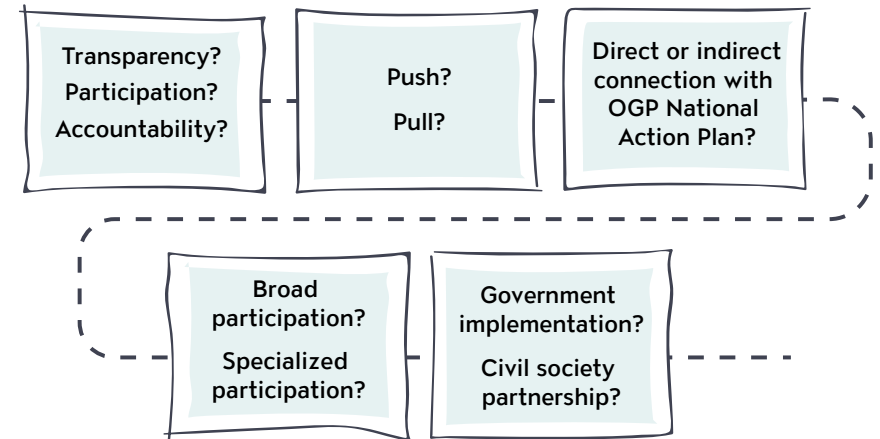 Transparency?
Participation?
Accountability?
Push?
Pull?
Direct or indirect
connection with
OGP National
Action Plan?
Broad
participation?
Specialized
participation?
Government
implementation?
Civil society
partnership?